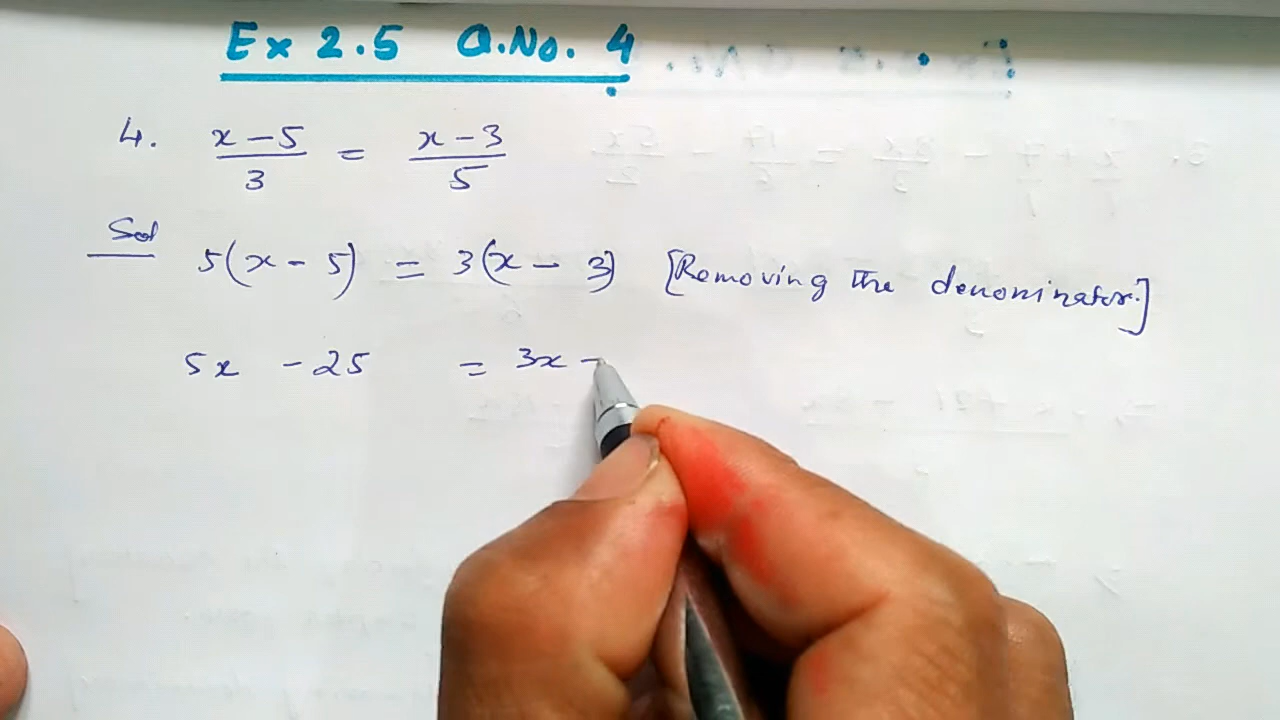 Ex 2.5 Q.No. 4
4. x-5/3 = x-3/5
Sol
5(x - 5) = 3(x - 3) [Removing the denominator.]
5x - 25 = 3x -